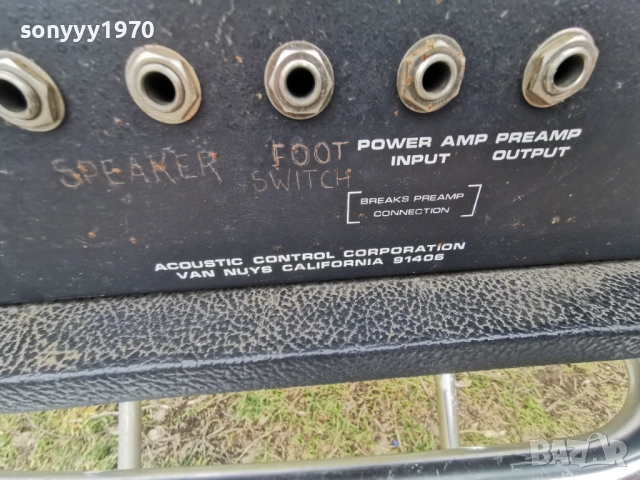 sonyyy1970
SPEAKER
FOOT
SWITCH
POWER AMP
INPUT
PREAMP
OUTPUT
BREAKS PREAMP
CONNECTION
ACOUSTIC CONTROL CORPORATION
VAN NUYS CALIFORNIA 91406
BAZAR